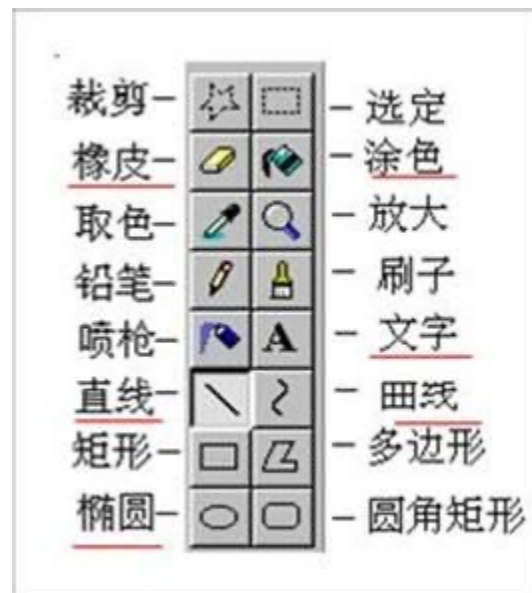 裁剪 选定
橡皮 涂色
取色 放大
铅笔 刷子
喷枪 A 文字
直线 曲线
矩形 多边形
椭圆 圆角矩形